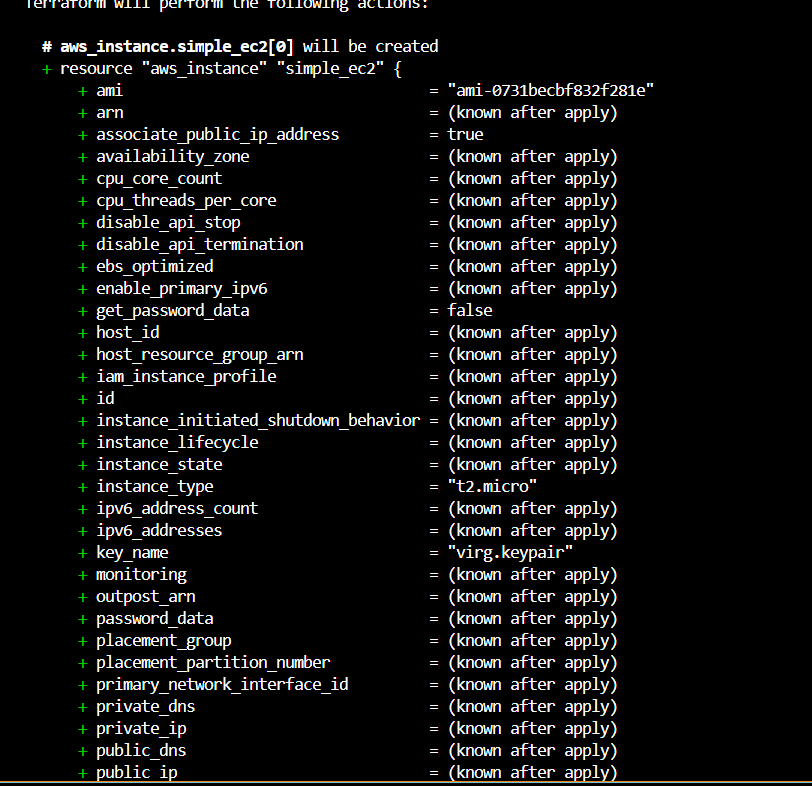 Terraform will perform the following actions:
# aws_instance.simple_ec2[0] will be created
+ resource "aws_instance" "simple_ec2" {
+ ami = "ami-0731becbf832f281e"
+ arn = (known after apply)
+ associate_public_ip_address = true
+ availability_zone = (known after apply)
+ cpu_core_count = (known after apply)
+ cpu_threads_per_core = (known after apply)
+ disable_api_stop = (known after apply)
+ disable_api_termination = (known after apply)
+ ebs_optimized = (known after apply)
+ enable_primary_ipv6 = (known after apply)
+ get_password_data = false
+ host_id = (known after apply)
+ host_resource_group_arn = (known after apply)
+ iam_instance_profile = (known after apply)
+ id = (known after apply)
+ instance_initiated_shutdown_behavior = (known after apply)
+ instance_lifecycle = (known after apply)
+ instance_state = (known after apply)
+ instance_type = "t2.micro"
+ ipv6_address_count = (known after apply)
+ ipv6_addresses = (known after apply)
+ key_name = "virg.keypair"
+ monitoring = (known after apply)
+ outpost_arn = (known after apply)
+ password_data = (known after apply)
+ placement_group = (known after apply)
+ placement_partition_number = (known after apply)
+ primary_network_interface_id = (known after apply)
+ private_dns = (known after apply)
+ private_ip = (known after apply)
+ public_dns = (known after apply)
+ public_ip = (known after apply)